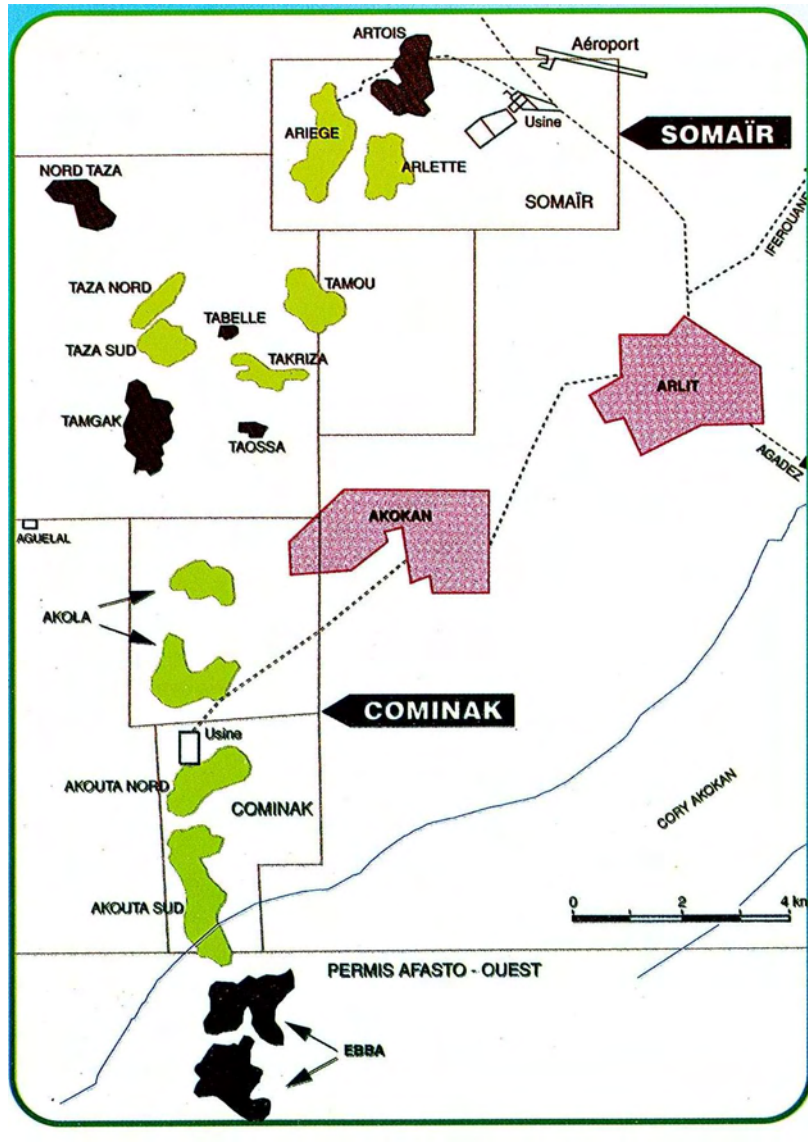 ARTOIS
Aéroport
ARIEGE
Usine
SOMAÏR
ARLETTE
NORD TAZA
SOMAÏR
IFEROUANE
TAZA NORD
TAMOU
TABELLE
TAZA SUD
TAKRIZA
ARLIT
TAMGAK
TAOSSA
AGADEZ
AKOKAN
AGUELAL
AKOLA
COMINAK
Usine
AKOUTA NORD
COMINAK
CORY AKOKAN
AKOUTA SUD
0 2 4 km
PERMIS AFASTO - OUEST
EBBA